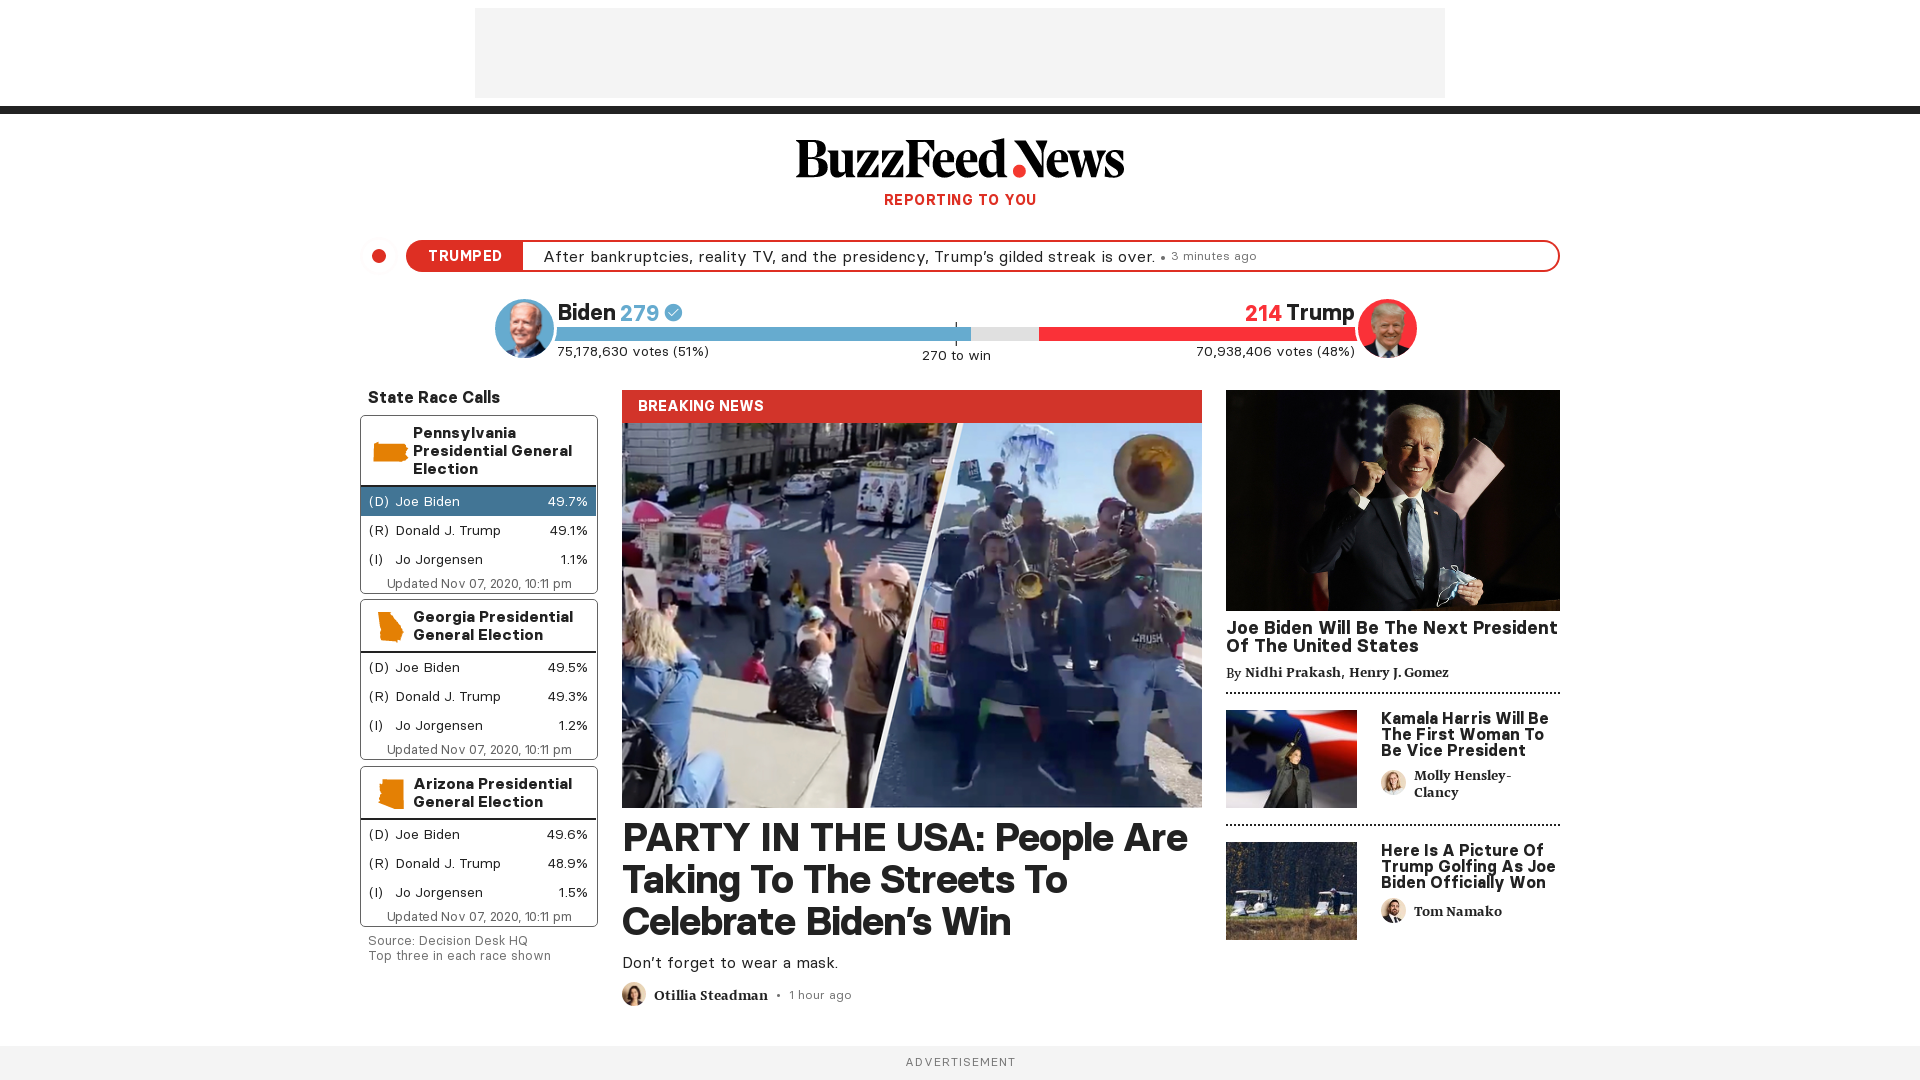 BuzzFeed News
REPORTING TO YOU
TRUMPED
After bankruptcies, reality TV, and the presidency, Trump’s gilded streak is over. • 3 minutes ago
Biden 279
214 Trump
75,178,630 votes (51%)
270 to win
70,938,406 votes (48%)
State Race Calls
Pennsylvania
Presidential General
Election
(D) Joe Biden 49.7%
(R) Donald J. Trump 49.1%
(I) Jo Jorgensen 1.1%
Updated Nov 07, 2020, 10:11 pm
Georgia Presidential
General Election
(D) Joe Biden 49.5%
(R) Donald J. Trump 49.3%
(I) Jo Jorgensen 1.2%
Updated Nov 07, 2020, 10:11 pm
Arizona Presidential
General Election
(D) Joe Biden 49.6%
(R) Donald J. Trump 48.9%
(I) Jo Jorgensen 1.5%
Updated Nov 07, 2020, 10:11 pm
Source: Decision Desk HQ
Top three in each race shown
BREAKING NEWS
CRUSH
PARTY IN THE USA: People Are
Taking To The Streets To
Celebrate Biden’s Win
Don’t forget to wear a mask.
Otillia Steadman • 1 hour ago
Joe Biden Will Be The Next President
Of The United States
By Nidhi Prakash, Henry J. Gomez
Kamala Harris Will Be
The First Woman To
Be Vice President
Molly Hensley-
Clancy
Here Is A Picture Of
Trump Golfing As Joe
Biden Officially Won
Tom Namako
ADVERTISEMENT